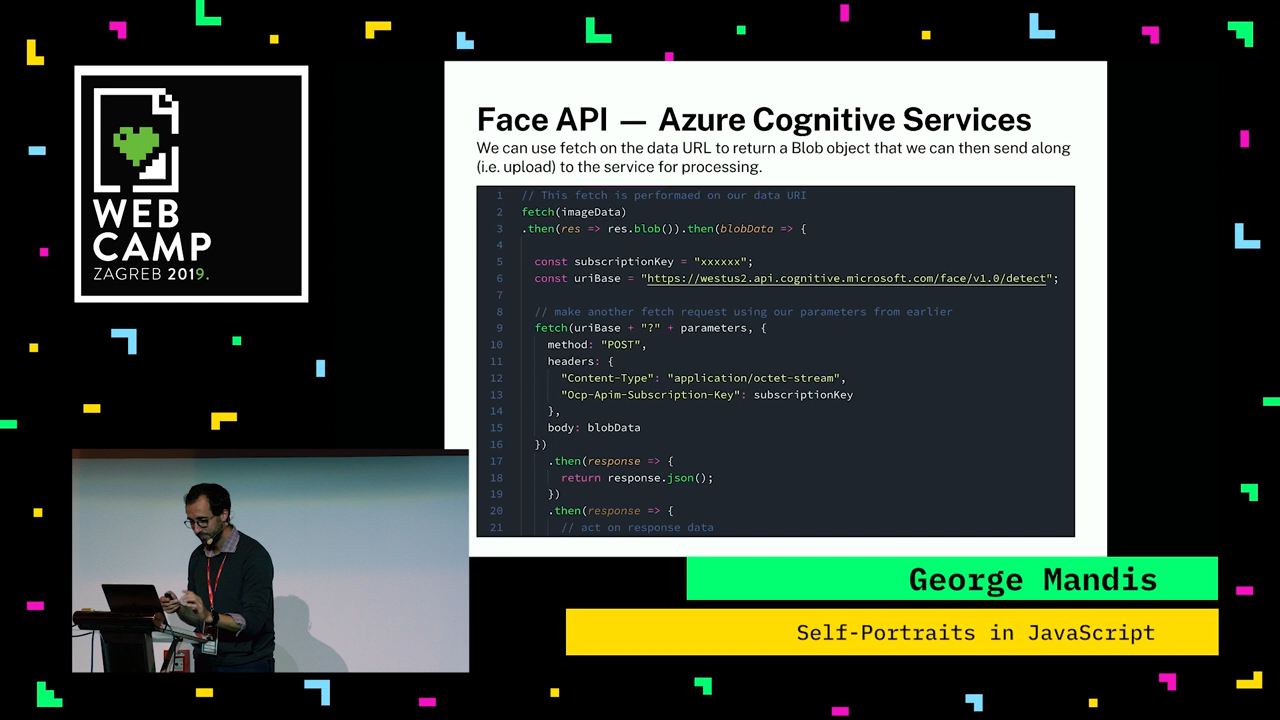 WEB
CAMP
ZAGREB 2019.
Face API — Azure Cognitive Services
We can use fetch on the data URL to return a Blob object that we can then send along
(i.e. upload) to the service for processing.
1 // This fetch is performaed on our data URI
2 fetch(imageData)
3 .then(res => res.blob()).then(blobData => {
4
5 const subscriptionKey = "xxxxxx";
6 const uriBase = "https://westus2.api.cognitive.microsoft.com/face/v1.0/detect";
7
8 // make another fetch request using our parameters from earlier
9 fetch(uriBase + "?" + parameters, {
10 method: "POST",
11 headers: {
12 "Content-Type": "application/octet-stream",
13 "Ocp-Apim-Subscription-Key": subscriptionKey
14 },
15 body: blobData
16 })
17 .then(response => {
18 return response.json();
19 })
20 .then(response => {
21 // act on response data
George Mandis
Self-Portraits in JavaScript